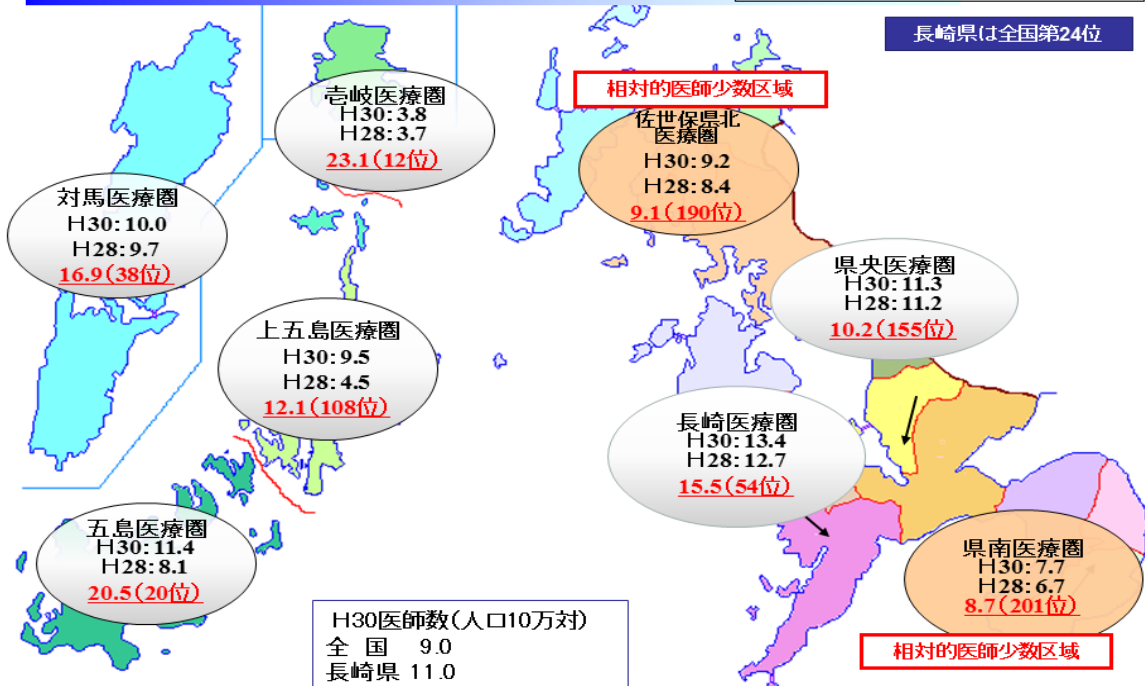 長崎県は全国第24位
相対的医師少数区域
壱岐医療圏
H30:3.8
H28:3.7
23.1(12位)
佐世保県北
医療圏
H30:9.2
H28:8.4
9.1(190位)
対馬医療圏
H30:10.0
H28:9.7
16.9(38位)
県央医療圏
H30:11.3
H28:11.2
10.2(155位)
上五島医療圏
H30:9.5
H28:4.5
12.1(108位)
長崎医療圏
H30:13.4
H28:12.7
15.5(54位)
五島医療圏
H30:11.4
H28:8.1
20.5(20位)
県南医療圏
H30:7.7
H28:6.7
8.7(201位)
相対的医師少数区域
H30医師数(人口10万対)
全 国 9.0
長崎県 11.0